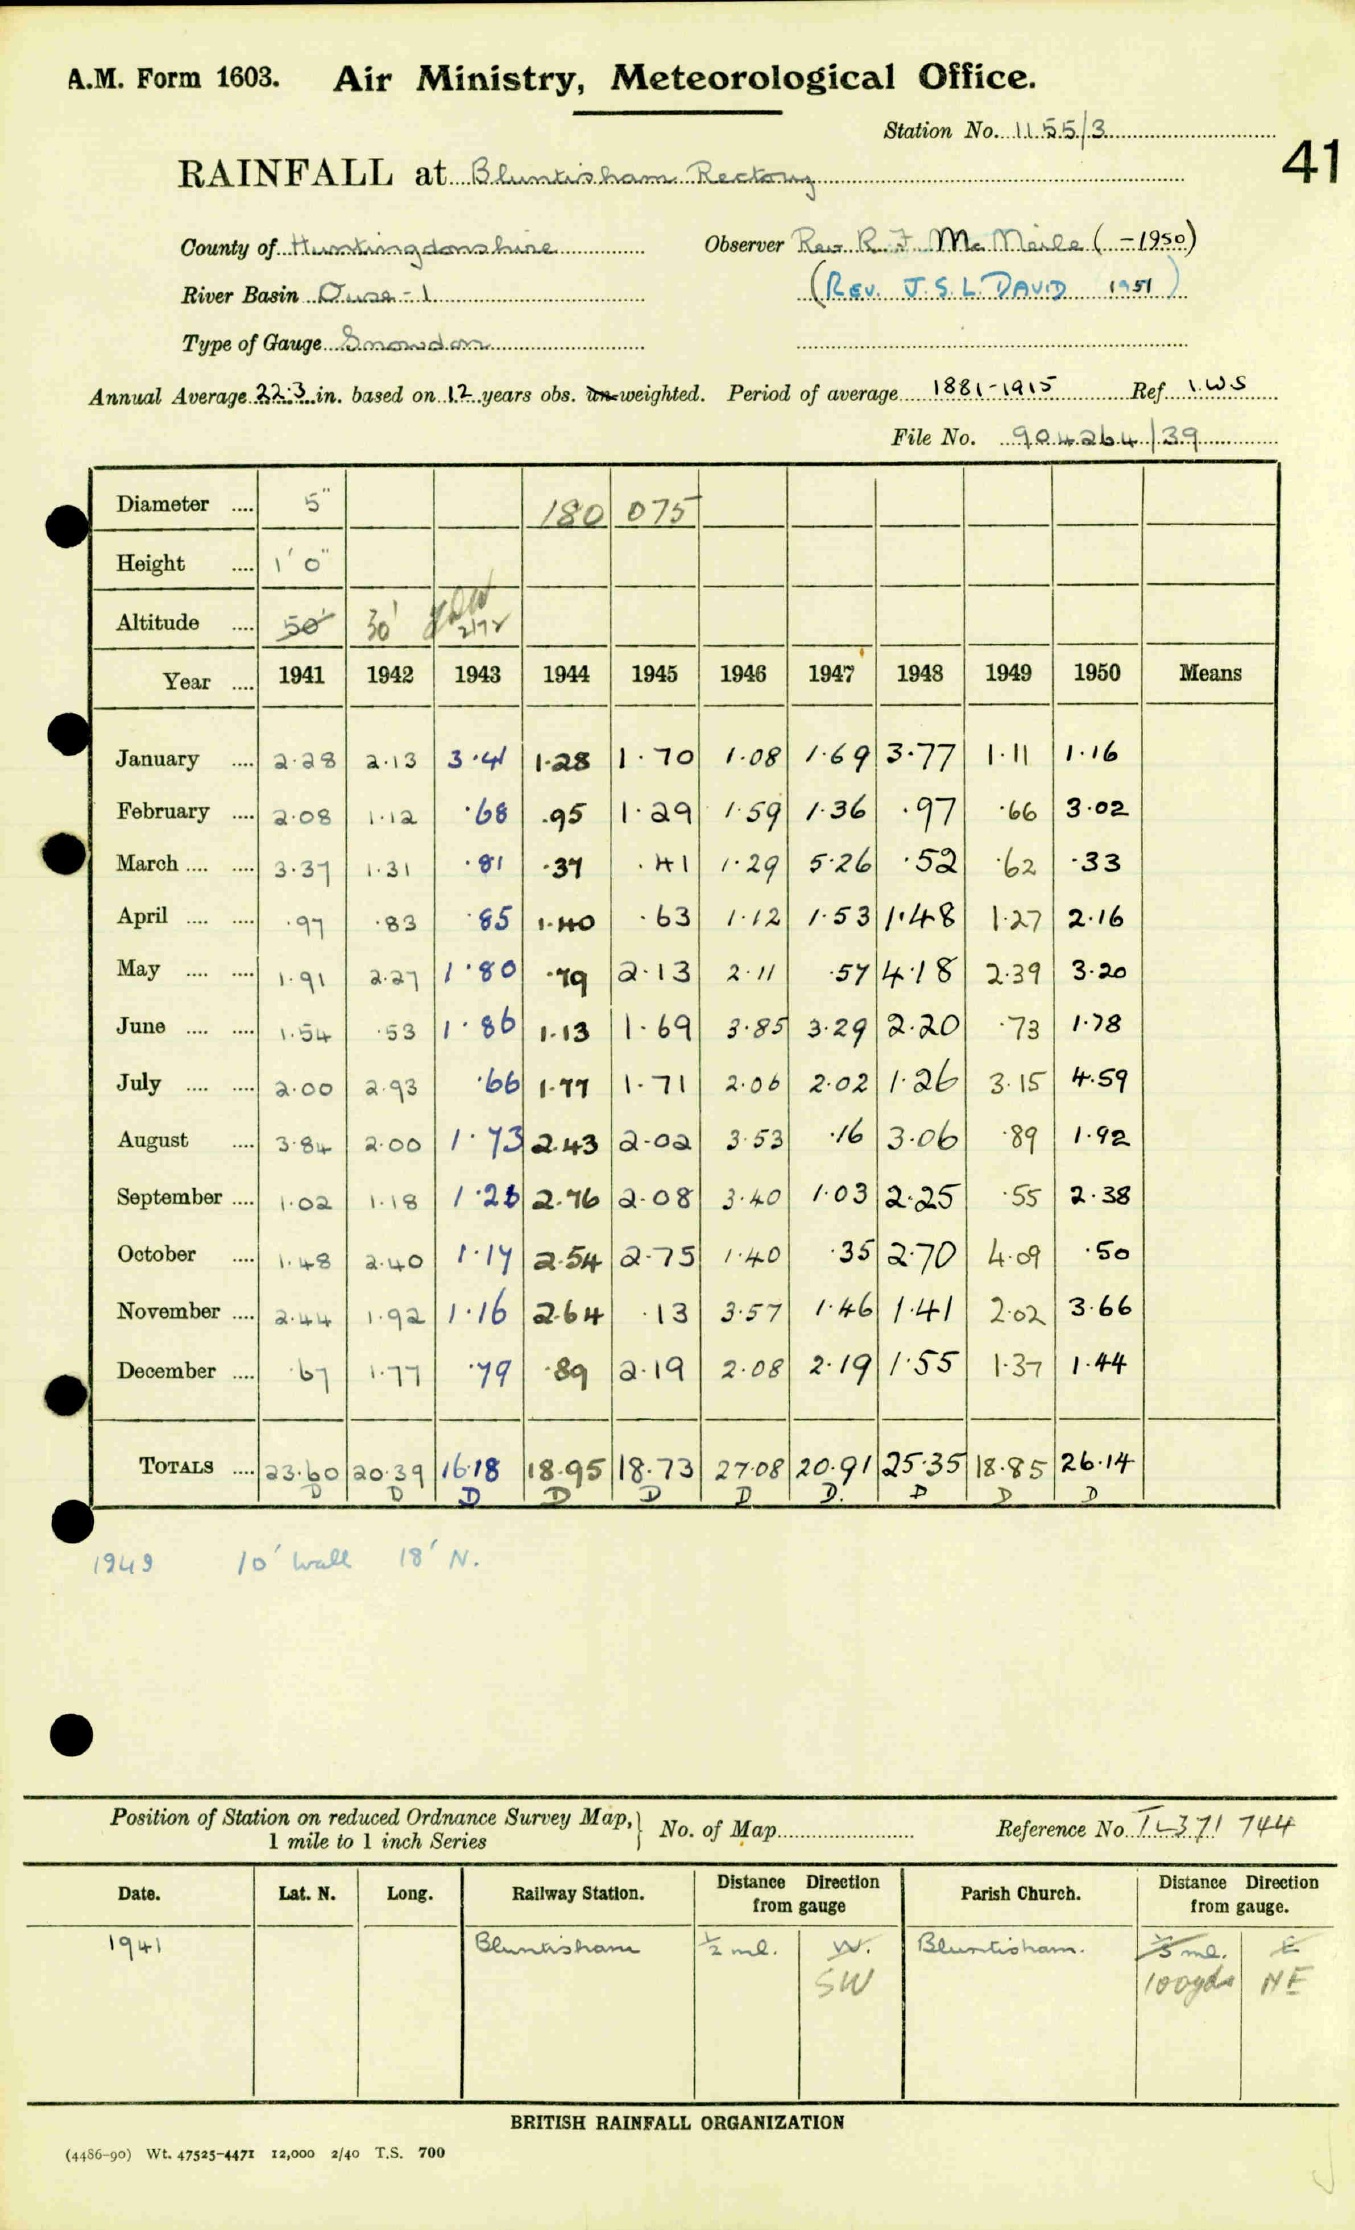 A.M. Form 1603. Air Ministry, Meteorological Office.
Station No. 1155/3
41
RAINFALL at Bluntisham Rectory
County of Huntingdonshire Observer Rev. R. F. McNeile ( -1950)
River Basin Ouse - 1 (REV. J.S.L. DAVID 1951)
Type of Gauge Snowdon
Annual Average 22.3 in. based on 12 years obs. un-weighted. Period of average 1881-1915 Ref. I.W.S
File No. 904264/39
Diameter .... 5" 180 075
Height .... 1' 0"
Altitude .... 50' 30' 2/72
Year .... 1941 1942 1943 1944 1945 1946 1947 1948 1949 1950 Means
January .... 2.28 2.13 3.41 1.28 1.70 1.08 1.69 3.77 1.11 1.16
February .... 2.08 1.12 .68 .95 1.29 1.59 1.36 .97 .66 3.02
March .... .... 3.37 1.31 .81 .37 .41 1.29 5.26 .52 .62 .33
April .... .... .97 .83 .85 1.40 .63 1.12 1.53 1.48 1.27 2.16
May .... .... 1.91 2.27 1.80 .79 2.13 2.11 .57 4.18 2.39 3.20
June .... .... 1.54 .53 1.86 1.13 1.69 3.85 3.29 2.20 .73 1.78
July .... .... 2.00 2.93 .66 1.77 1.71 2.06 2.02 1.26 3.15 4.59
August .... 3.84 2.00 1.73 2.43 2.02 3.53 .16 3.06 .89 1.92
September .... 1.02 1.18 1.26 2.76 2.08 3.40 1.03 2.25 .55 2.38
October .... 1.48 2.40 1.17 2.54 2.75 1.40 .35 2.70 4.09 .50
November .... 2.44 1.92 1.16 2.64 .13 3.57 1.46 1.41 2.02 3.66
December .... .67 1.77 .79 .89 2.19 2.08 2.19 1.55 1.37 1.44
TOTALS .... 23.60 20.39 16.18 18.95 18.73 27.08 20.91 25.35 18.85 26.14
D D D D D D D. D D D
1949 10' wall 18' N.
Position of Station on reduced Ordnance Survey Map, 1 mile to 1 inch Series } No. of Map Reference No. TL 371 744
Date. Lat. N. Long. Railway Station. Distance Direction from gauge Parish Church. Distance Direction from gauge.
1941 Bluntisham ½ ml. W. Bluntisham. ml. E
SW 100yds NE
BRITISH RAINFALL ORGANIZATION
(4486-90) Wt. 47525-4471 12,000 2/40 T.S. 700